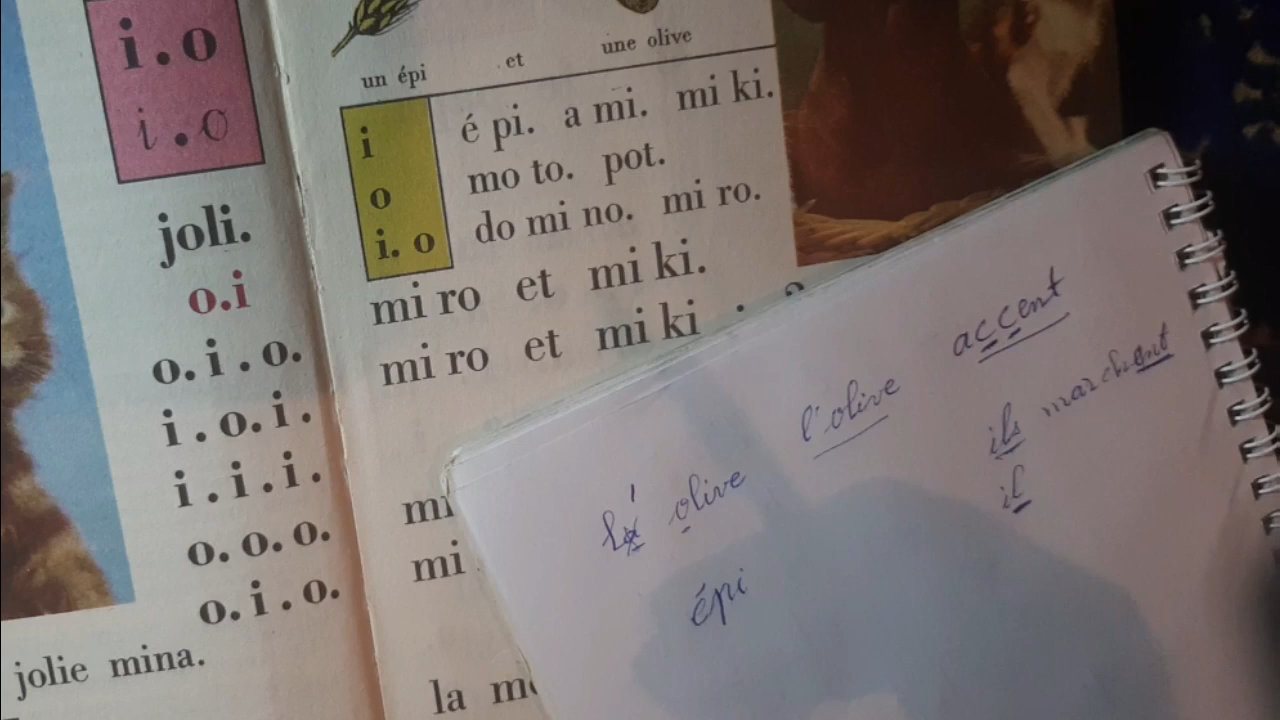 i.o
i.o
joli.
o.i
o.i.o.
i.o.i.
i.i.i.
o.o.o.
o.i.o.
jolie mina.
un épi et une olive
i
o
i.o
é pi. a mi. mi ki.
mo to. pot.
do mi no. mi ro.
mi ro et mi ki.
mi ro et mi ki
mi
mi
la
accent
l'olive
ils marchent
il
olive
épi